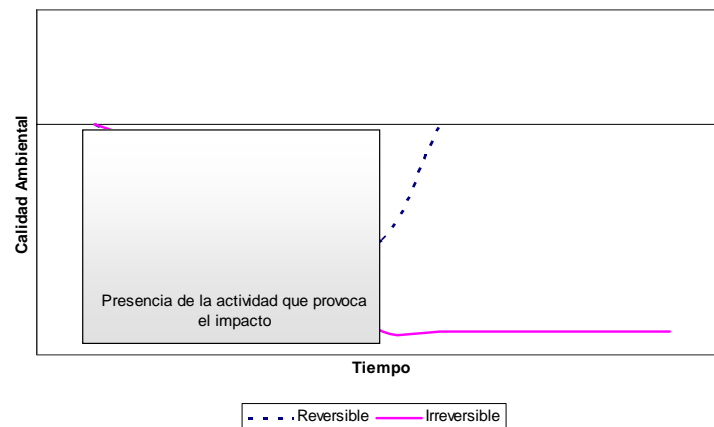 Calidad Ambiental
Presencia de la actividad que provoca
el impacto
Tiempo
Reversible
Irreversible